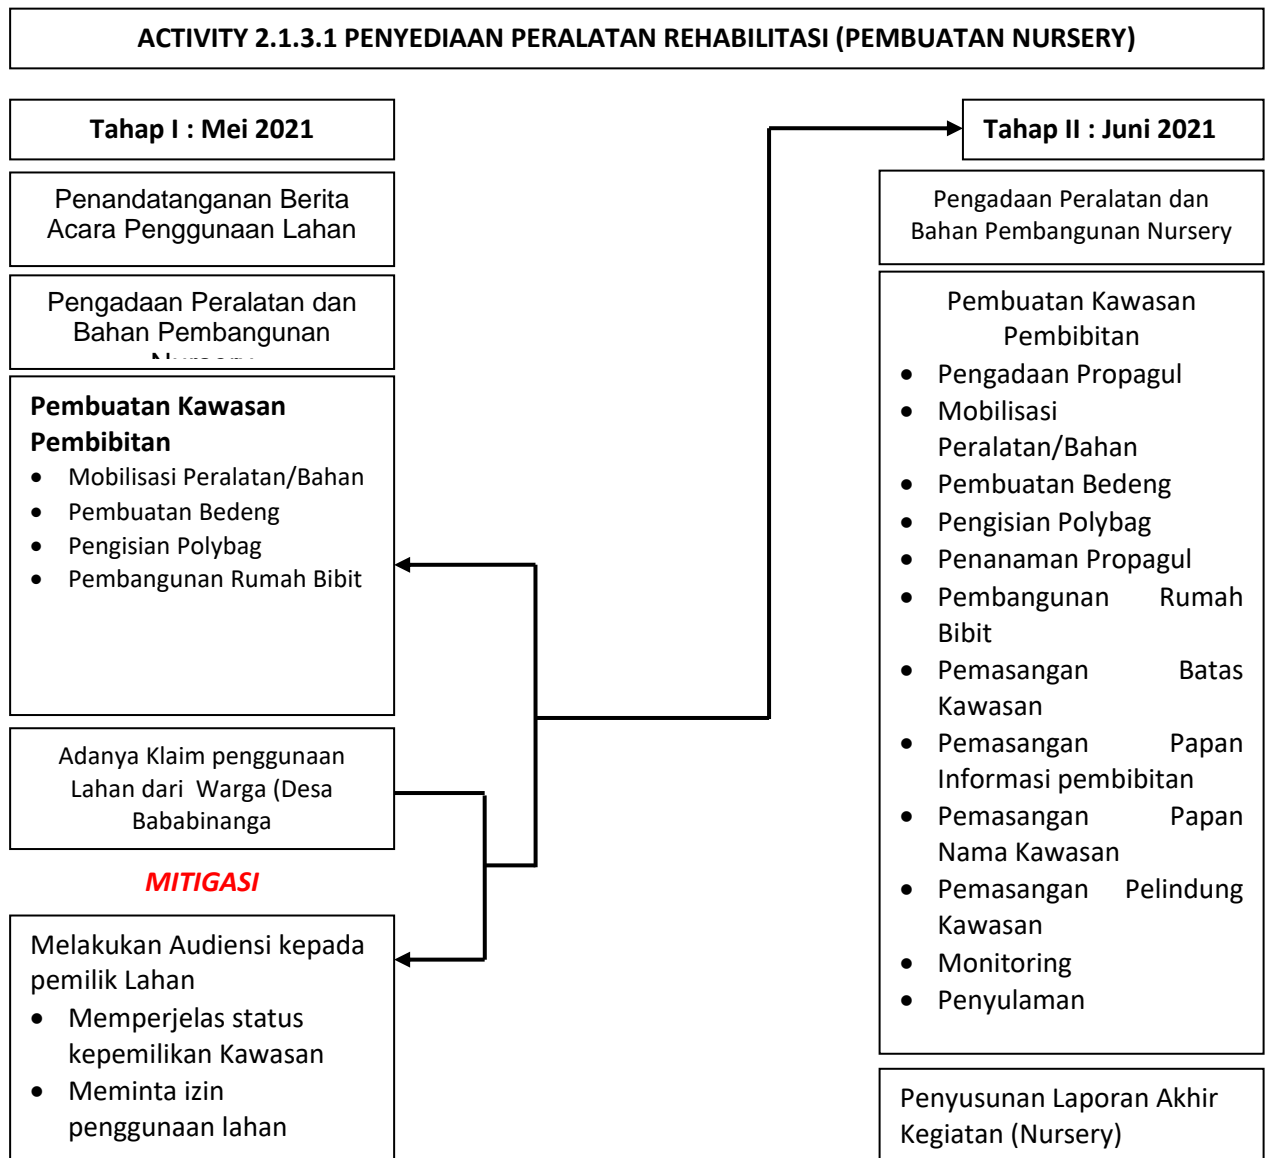 ACTIVITY 2.1.3.1 PENYEDIAAN PERALATAN REHABILITASI (PEMBUATAN NURSERY)
Tahap I : Mei 2021
Penandatanganan Berita
Acara Penggunaan Lahan
Pengadaan Peralatan dan
Bahan Pembangunan
Pembuatan Kawasan
Pembibitan
• Mobilisasi Peralatan/Bahan
• Pembuatan Bedeng
• Pengisian Polybag
• Pembangunan Rumah Bibit
Adanya Klaim penggunaan
Lahan dari Warga (Desa
Bababinanga
MITIGASI
Melakukan Audiensi kepada
pemilik Lahan
• Memperjelas status
kepemilikan Kawasan
• Meminta izin
penggunaan lahan
Tahap II : Juni 2021
Pengadaan Peralatan dan
Bahan Pembangunan Nursery
Pembuatan Kawasan
Pembibitan
• Pengadaan Propagul
• Mobilisasi
Peralatan/Bahan
• Pembuatan Bedeng
• Pengisian Polybag
• Penanaman Propagul
• Pembangunan Rumah
Bibit
• Pemasangan Batas
Kawasan
• Pemasangan Papan
Informasi pembibitan
• Pemasangan Papan
Nama Kawasan
• Pemasangan Pelindung
Kawasan
• Monitoring
• Penyulaman
Penyusunan Laporan Akhir
Kegiatan (Nursery)